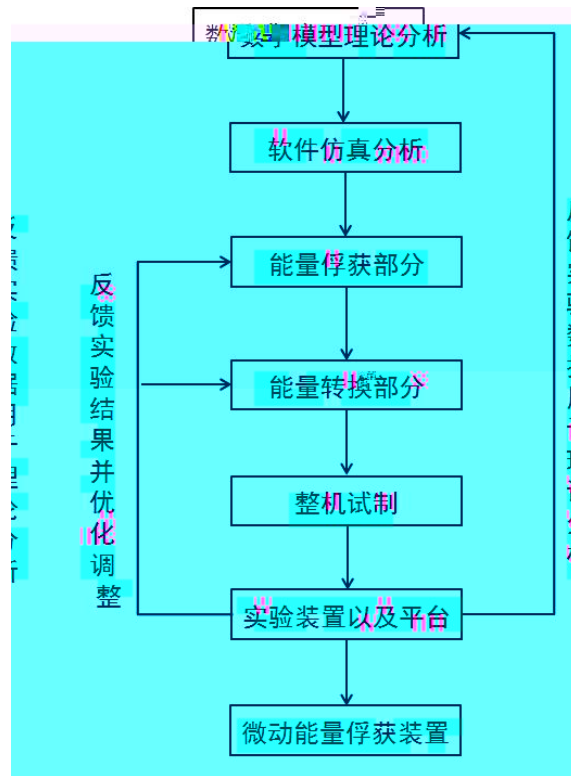 数学模型理论分析
软件仿真分析
能量俘获部分
能量转换部分
整机试制
实验装置以及平台
微动能量俘获装置
反馈实验结果并优化调整